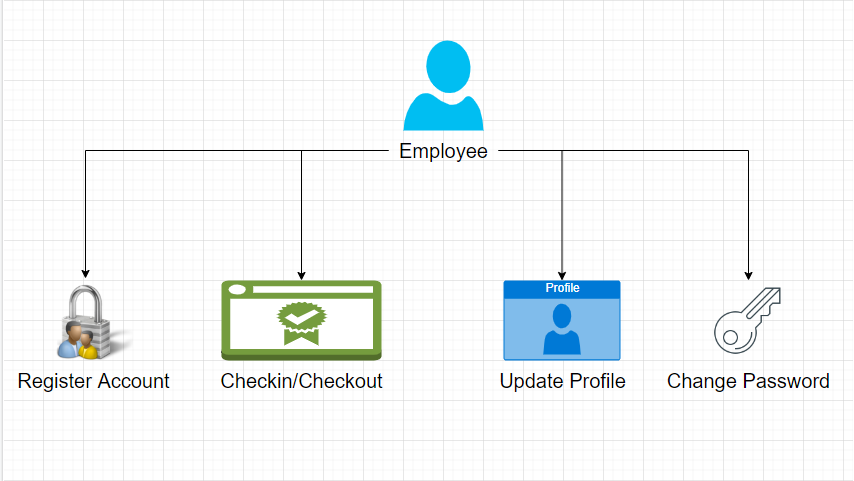 Employee
Profile
Register Account
Checkin/Checkout
Update Profile
Change Password